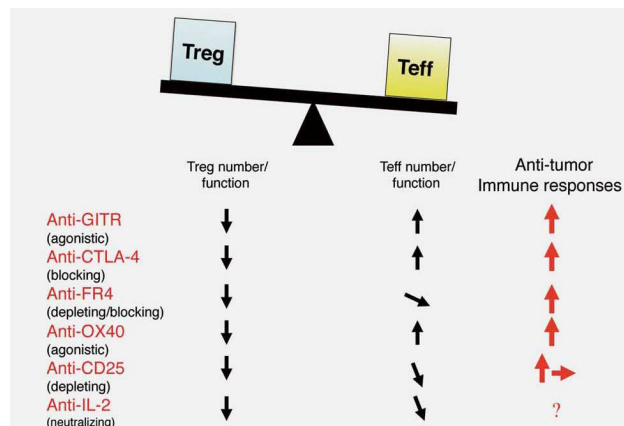 Treg
Teff
Treg number/
function
Teff number/
function
Anti-tumor
Immune responses
Anti-GITR
(agonistic)
Anti-CTLA-4
(blocking)
Anti-FR4
(depleting/blocking)
Anti-OX40
(agonistic)
Anti-CD25
(depleting)
Anti-IL-2
?
(neutralizing)